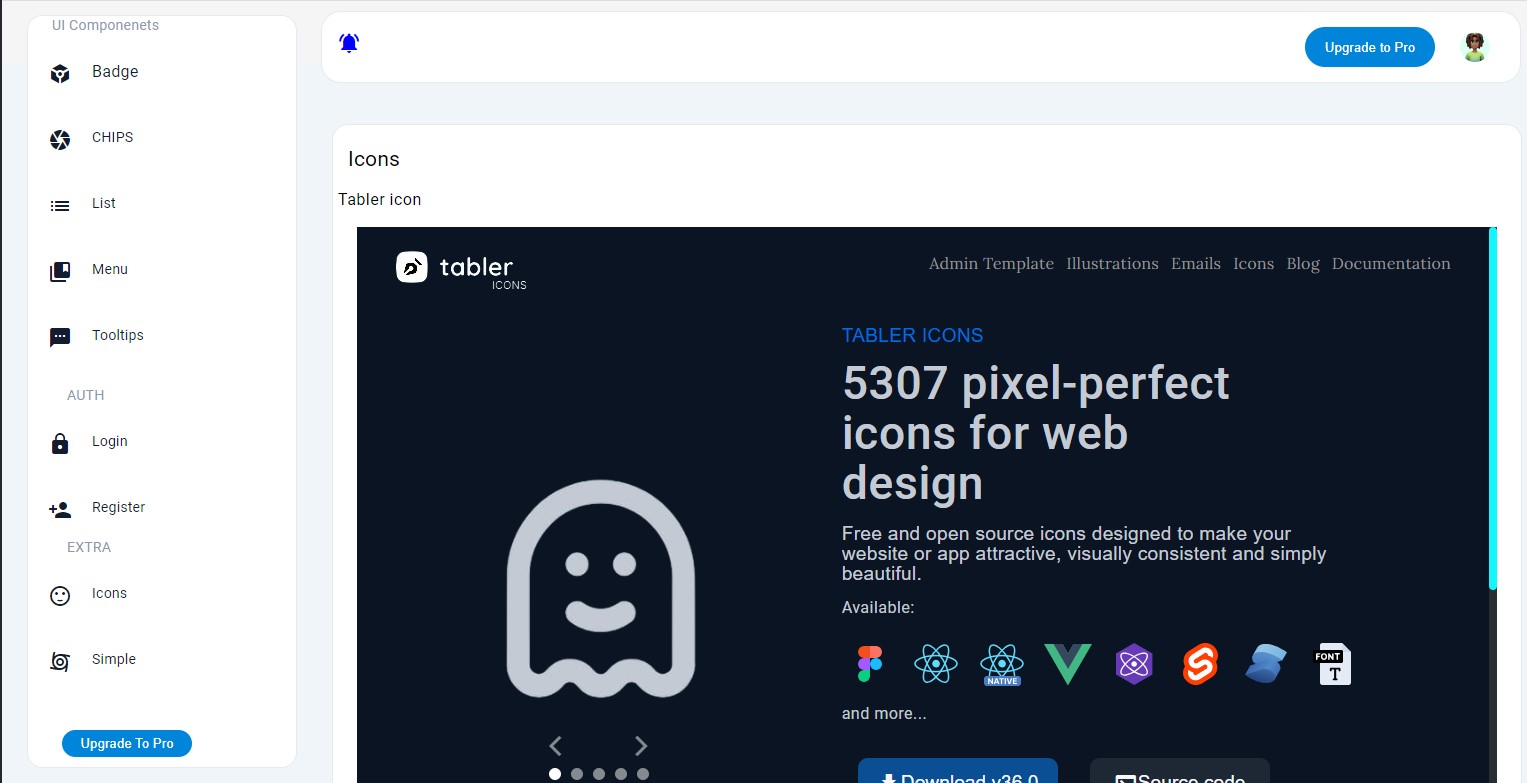 UI Componenets
Badge
CHIPS
List
Menu
Tooltips
AUTH
Login
Register
EXTRA
Icons
Simple
Upgrade To Pro
Upgrade to Pro
Icons
Tabler icon
tabler
ICONS
Admin Template Illustrations Emails Icons Blog Documentation
TABLER ICONS
5307 pixel-perfect
icons for web
design
Free and open source icons designed to make your
website or app attractive, visually consistent and simply
beautiful.
Available:
NATIVE
FONT
T
and more...
Download v36.0
Source code